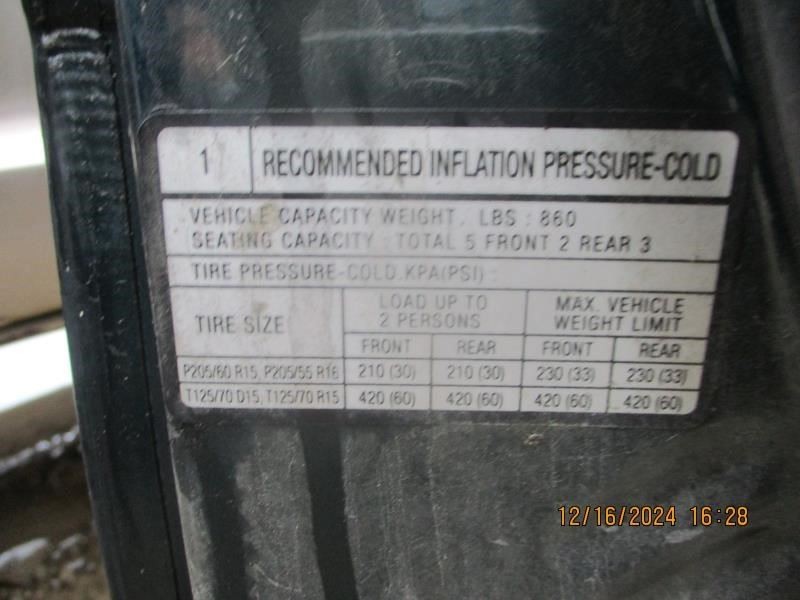 1 RECOMMENDED INFLATION PRESSURE-COLD
VEHICLE CAPACITY WEIGHT. LBS : 860
SEATING CAPACITY : TOTAL 5 FRONT 2 REAR 3
TIRE PRESSURE-COLD.KPA(PSI) :
TIRE SIZE
LOAD UP TO
2 PERSONS
MAX. VEHICLE
WEIGHT LIMIT
FRONT REAR FRONT REAR
P205/60 R15, P205/55 R16 210 (30) 210 (30) 230 (33) 230 (33)
T125/70 D15, T125/70 R15 420 (60) 420 (60) 420 (60) 420 (60)
12/16/2024 16:28